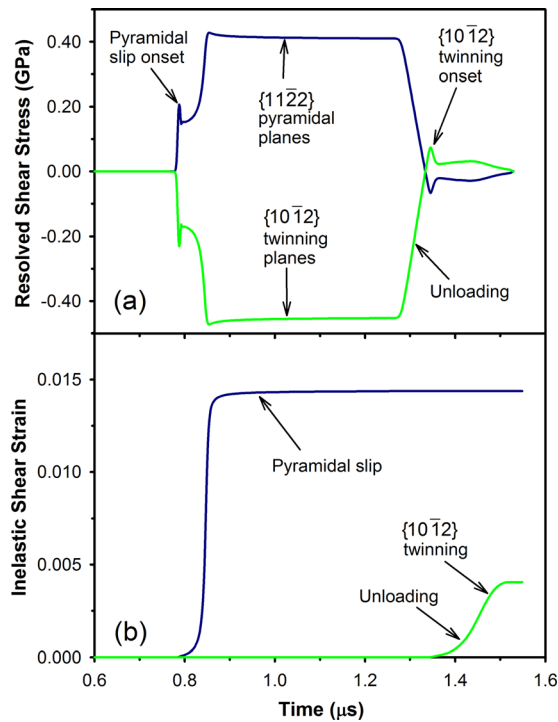 Resolved Shear Stress (GPa)
0.40
0.20
0.00
-0.20
-0.40
Pyramidal
slip onset
{112̅2}
pyramidal
planes
{101̅2}
twinning
onset
{101̅2}
twinning
planes
Unloading
(a)
Inelastic Shear Strain
0.015
0.010
0.005
0.000
Pyramidal slip
{101̅2}
twinning
Unloading
(b)
0.6
0.8
1.0
1.2
1.4
1.6
Time (μs)